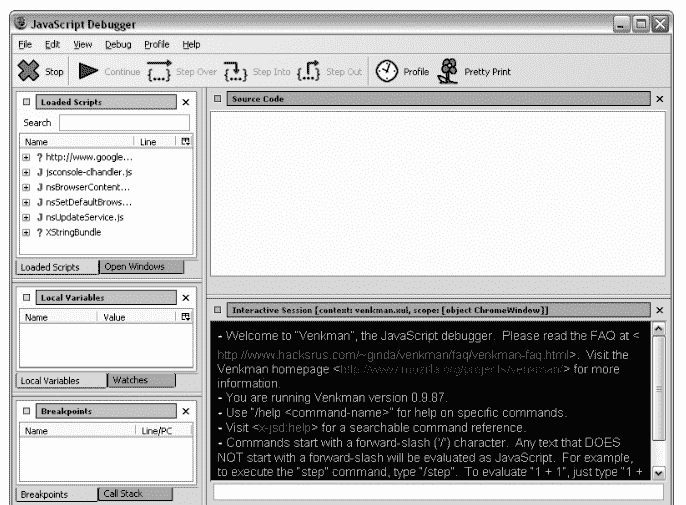 JavaScript Debugger
File Edit View Debug Profile Help
Stop Continue {...} Step Over {...} Step Into {...} Step Out Profile Pretty Print
Loaded Scripts
Search
Name Line
? http://www.google...
J jsconsole-clhandler.js
J nsBrowserContent...
J nsSetDefaultBrows...
J nsUpdateService.js
? XStringBundle
Loaded Scripts Open Windows
Local Variables
Name Value
Local Variables Watches
Breakpoints
Name Line/PC
Breakpoints Call Stack
Source Code
Interactive Session [context: venkman.xul, scope: [object ChromeWindow]]
- Welcome to "Venkman", the JavaScript debugger. Please read the FAQ at <
http://www.hacksrus.com/~ginda/venkman/faq/venkman-faq.html>. Visit the
Venkman homepage <http://www.mozilla.org/projects/venkman/> for more
information.
- You are running Venkman version 0.9.87.
- Use "/help <command-name>" for help on specific commands.
- Visit <x-jsd:help> for a searchable command reference.
- Commands start with a forward-slash ('/') character. Any text that DOES
NOT start with a forward-slash will be evaluated as JavaScript. For example,
to execute the "step" command, type "/step". To evaluate "1 + 1", just type "1 +